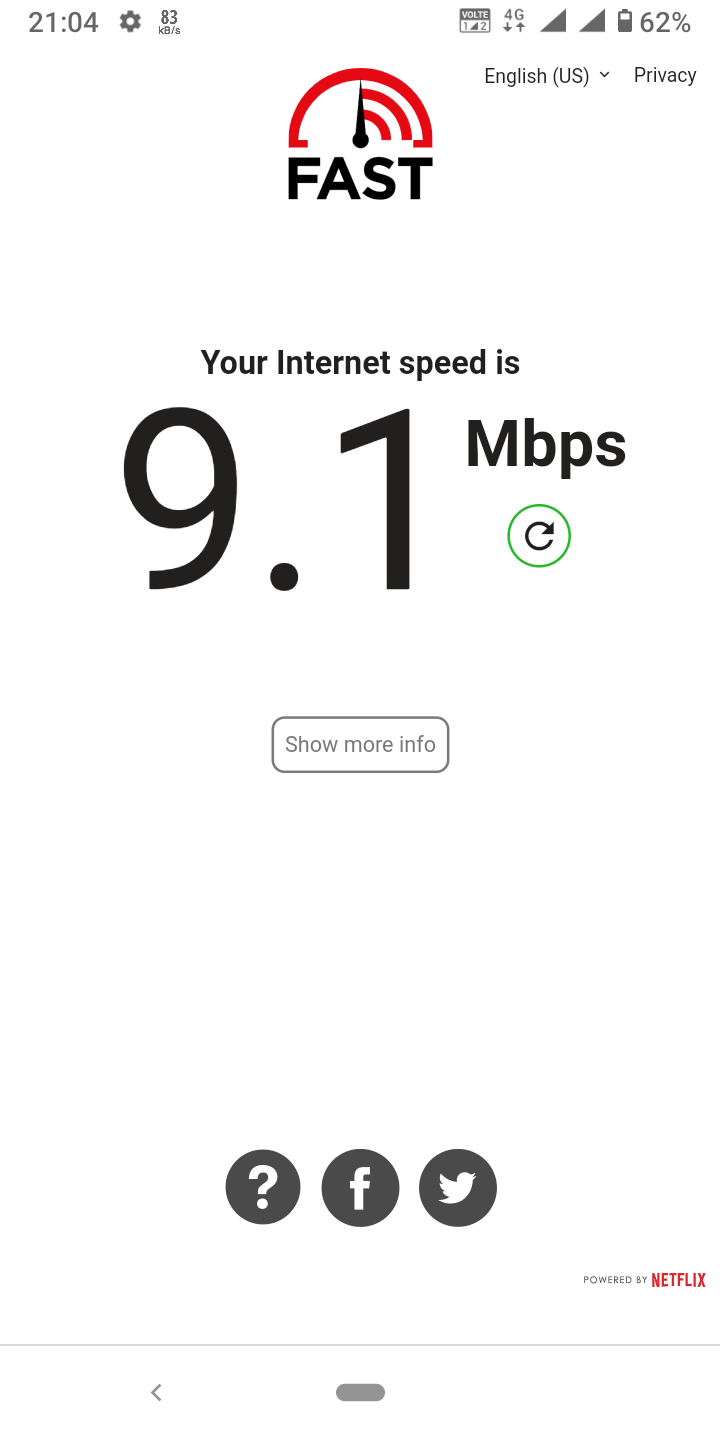 21:04 83 kB/s VOLTE 1 2 4G 62%
English (US) Privacy
FAST
Your Internet speed is
9.1 Mbps
Show more info
?
POWERED BY NETFLIX